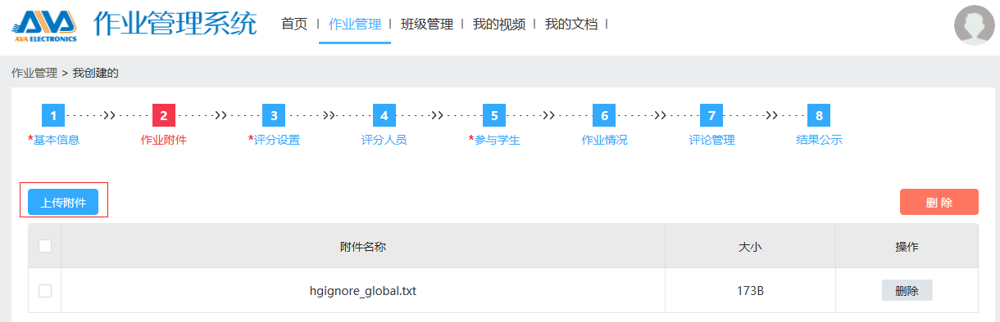 AVA
AVA ELECTRONICS
作业管理系统
首页 | 作业管理 | 班级管理 | 我的视频 | 我的文档 |
作业管理 > 我创建的
1 2 3 4 5 6 7 8
*基本信息 作业附件 *评分设置 评分人员 *参与学生 作业情况 评论管理 结果公示
上传附件 删 除
附件名称 大小 操作
hgignore_global.txt 173B 删除